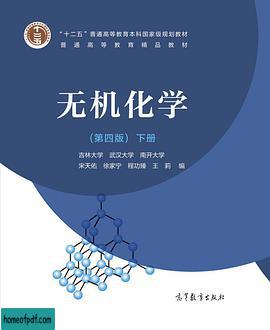 "十二五"普通高等教育本科国家级规划教材
普通高等教育精品教材
无机化学
(第四版) 下册
吉林大学 武汉大学 南开大学
宋天佑 徐家宁 程功臻 王莉 编
高等教育出版社
homeofpdf.com